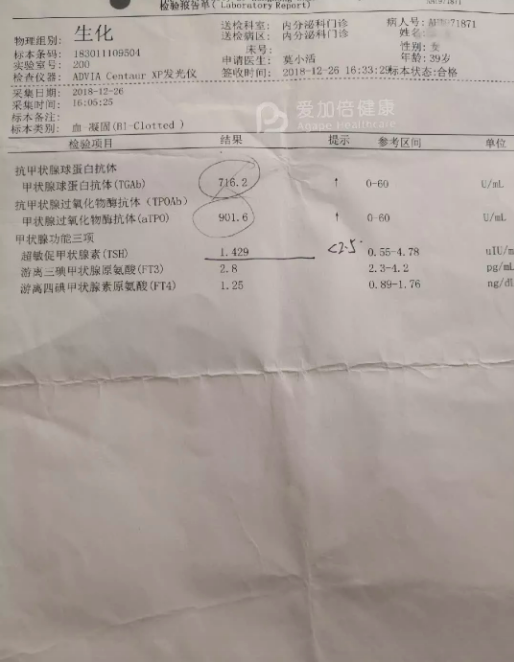 检验报告单( Laboratory Report)
物理组别: 生化 送检科室: 内分泌科门诊 病人号:
送检病区: 内分泌科门诊 姓名:
标本条码: 183011109504 床号: 性别: 女
实验室号: 200 申请医生: 莫小活 年龄: 39岁
检查仪器: ADVIA Centaur XP发光仪 签收时间: 2018-12-26 16:33:25 标本状态:合格
采集日期: 2018-12-26
采集时间: 16:05:25
标本备注:
标本类别: 血 凝固(Bl-Clotted )
爱加倍健康
Agape Healthcare
检验项目 结果 提示 参考区间 单位
抗甲状腺球蛋白抗体
甲状腺球蛋白抗体(TGAb) 716.2 ↑ 0-60 U/mL
抗甲状腺过氧化物酶抗体 (TPOAb)
甲状腺过氧化物酶抗体(aTPO) 901.6 ↑ 0-60 U/mL
甲状腺功能三项
超敏促甲状腺素(TSH) 1.429 <2.5 0.55-4.78 uIU/m
游离三碘甲状腺原氨酸(FT3) 2.8 2.3-4.2 pg/mL
游离四碘甲状腺素原氨酸(FT4) 1.25 0.89-1.76 ng/dl